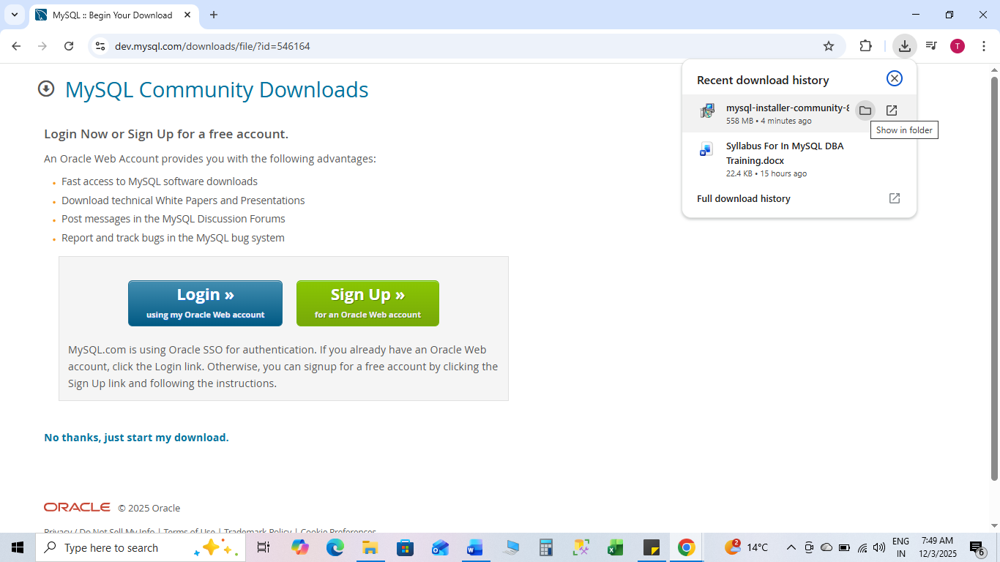 MySQL :: Begin Your Download
dev.mysql.com/downloads/file/?id=546164
T
MySQL Community Downloads
Login Now or Sign Up for a free account.
An Oracle Web Account provides you with the following advantages:
Fast access to MySQL software downloads
Download technical White Papers and Presentations
Post messages in the MySQL Discussion Forums
Report and track bugs in the MySQL bug system
Login »
using my Oracle Web account
Sign Up »
for an Oracle Web account
MySQL.com is using Oracle SSO for authentication. If you already have an Oracle Web
account, click the Login link. Otherwise, you can signup for a free account by clicking the
Sign Up link and following the instructions.
No thanks, just start my download.
ORACLE © 2025 Oracle
Privacy / Do Not Sell My Info | Terms of Use | Trademark Policy | Cookie Preferences
Recent download history
mysql-installer-community-8
558 MB • 4 minutes ago
Show in folder
Syllabus For In MySQL DBA
Training.docx
22.4 KB • 15 hours ago
Full download history
Type here to search
2
14°C
ENG
IN
7:49 AM
12/3/2025
6